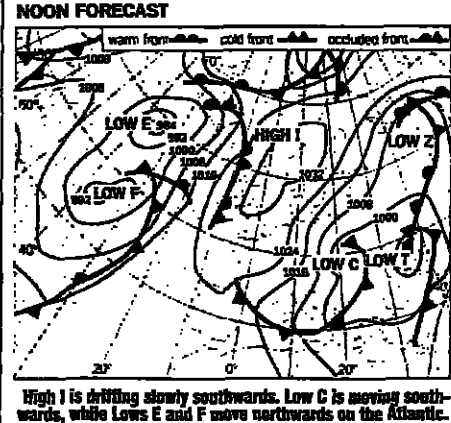 NOON FORECAST
warm front cold front occluded front
1008
1008
50°
LOW E 984
992
1000
1008
1016
HIGH I
LOW Z
1032
992 LOW F
1008
1000
40°
1024
1016 LOW C LOW T
20° 0° 20°
High I is drifting slowly southwards. Low C is moving south-
wards, while Lows E and F move northwards on the Atlantic.